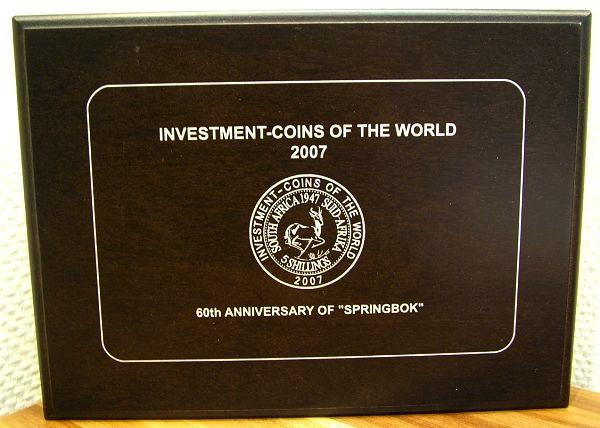 INVESTMENT-COINS OF THE WORLD
2007
INVESTMENT-COINS OF THE WORLD
SOUTH AFRICA 1947 SUID-AFRIKA
5 SHILLINGS
2007
60th ANNIVERSARY OF "SPRINGBOK"